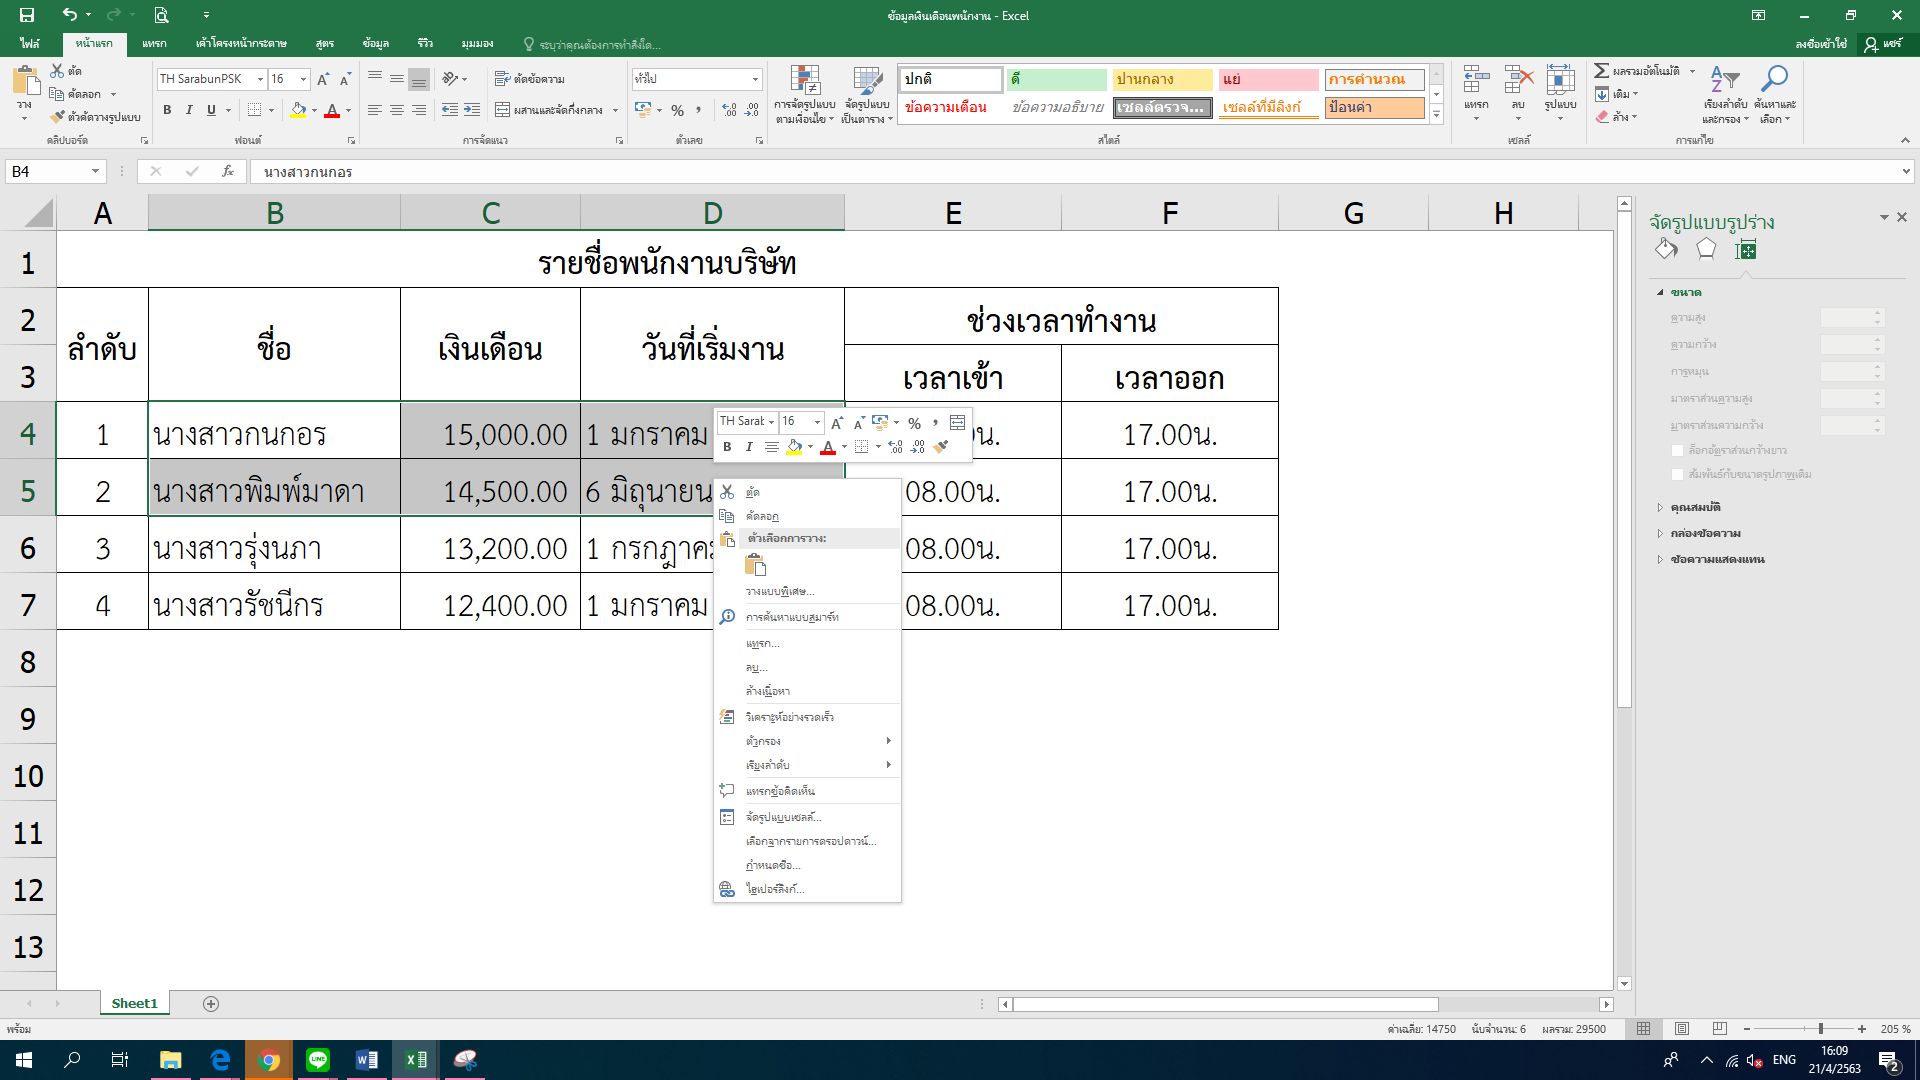 ข้อมูลเงินเดือนพนักงาน - Excel
ไฟล์ หน้าแรก แทรก เค้าโครงหน้ากระดาษ สูตร ข้อมูล รีวิว มุมมอง ระบุว่าคุณต้องการทำสิ่งใด... ลงชื่อเข้าใช้ แชร์
วาง ตัด คัดลอก ตัวคัดวางรูปแบบ คลิปบอร์ด
TH SarabunPSK 16 B I U ฟอนต์
ตัดข้อความ ผสานและจัดกึ่งกลาง การจัดแนว
ทั่วไป % , ตัวเลข
การจัดรูปแบบตามเงื่อนไข จัดรูปแบบเป็นตาราง
ปกติ ดี ปานกลาง แย่ การคำนวณ
ข้อความเตือน ข้อความอธิบาย เซลล์ตรวจ... เซลล์ที่มีลิงก์ ป้อนค่า
สไตล์
แทรก ลบ รูปแบบ เซลล์
ผลรวมอัตโนมัติ เติม ล้าง เรียงลำดับและกรอง ค้นหาและเลือก การแก้ไข
B4 fx นางสาวกนกอร
A B C D E F G H
1 รายชื่อพนักงานบริษัท
2 ลำดับ ชื่อ เงินเดือน วันที่เริ่มงาน ช่วงเวลาทำงาน
3 เวลาเข้า เวลาออก
4 1 นางสาวกนกอร 15,000.00 1 มกราคม น. 17.00น.
5 2 นางสาวพิมพ์มาดา 14,500.00 6 มิถุนายน 08.00น. 17.00น.
6 3 นางสาวรุ่งนภา 13,200.00 1 กรกฎาคม 08.00น. 17.00น.
7 4 นางสาวรัชนีกร 12,400.00 1 มกราคม 08.00น. 17.00น.
8
9
10
11
12
13
TH Sarab 16 % ,
B I A
ตัด
คัดลอก
ตัวเลือกการวาง:
วางแบบพิเศษ...
การค้นหาแบบสมาร์ท
แทรก...
ลบ...
ล้างเนื้อหา
วิเคราะห์อย่างรวดเร็ว
ตัวกรอง
เรียงลำดับ
แทรกข้อคิดเห็น
จัดรูปแบบเซลล์...
เลือกจากรายการดรอปดาวน์...
กำหนดชื่อ...
ไฮเปอร์ลิงก์...
จัดรูปแบบรูปร่าง
ขนาด
ความสูง
ความกว้าง
การหมุน
มาตราส่วนความสูง
มาตราส่วนความกว้าง
ล็อกอัตราส่วนกว้างยาว
สัมพันธ์กับขนาดรูปภาพเดิม
คุณสมบัติ
กล่องข้อความ
ข้อความแสดงแทน
Sheet1
พร้อม ค่าเฉลี่ย: 14750 นับจำนวน: 6 ผลรวม: 29500 205 %
ENG 16:09
21/4/2563 2